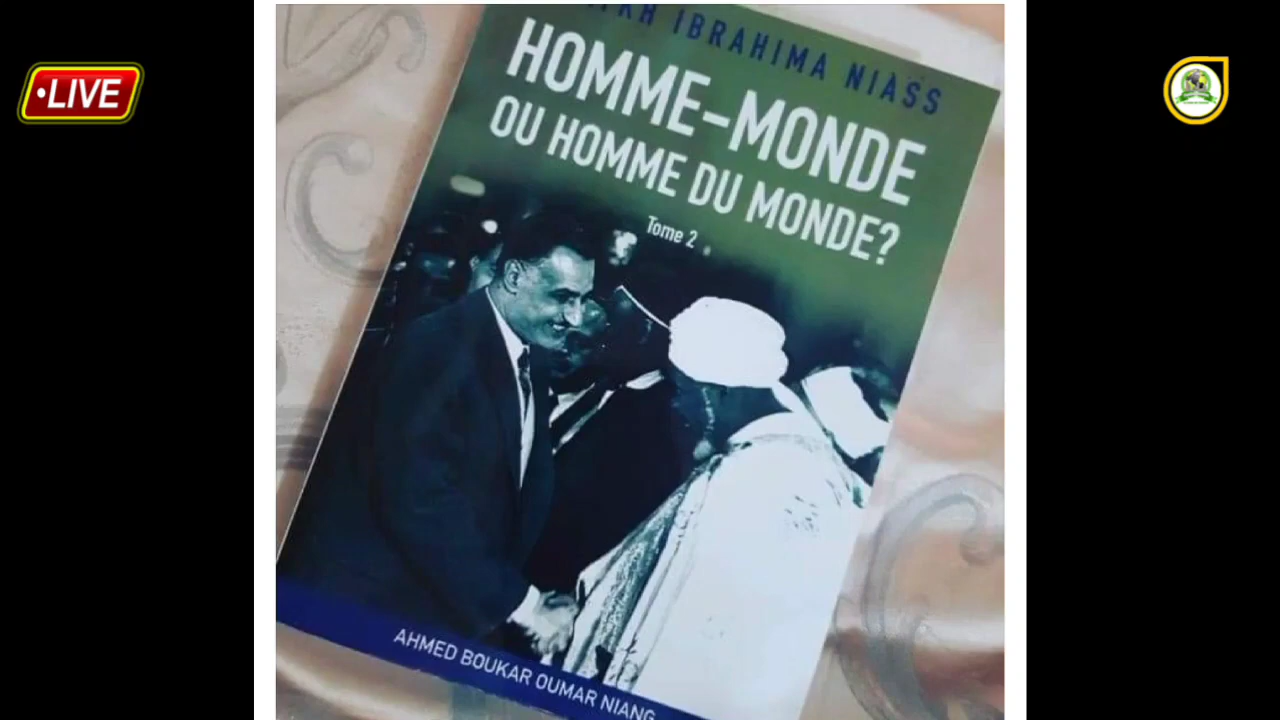 LIVE
IBRAHIMA NIASS
HOMME-MONDE
OU HOMME DU MONDE?
Tome 2
AHMED BOUKAR OUMAR NIANG